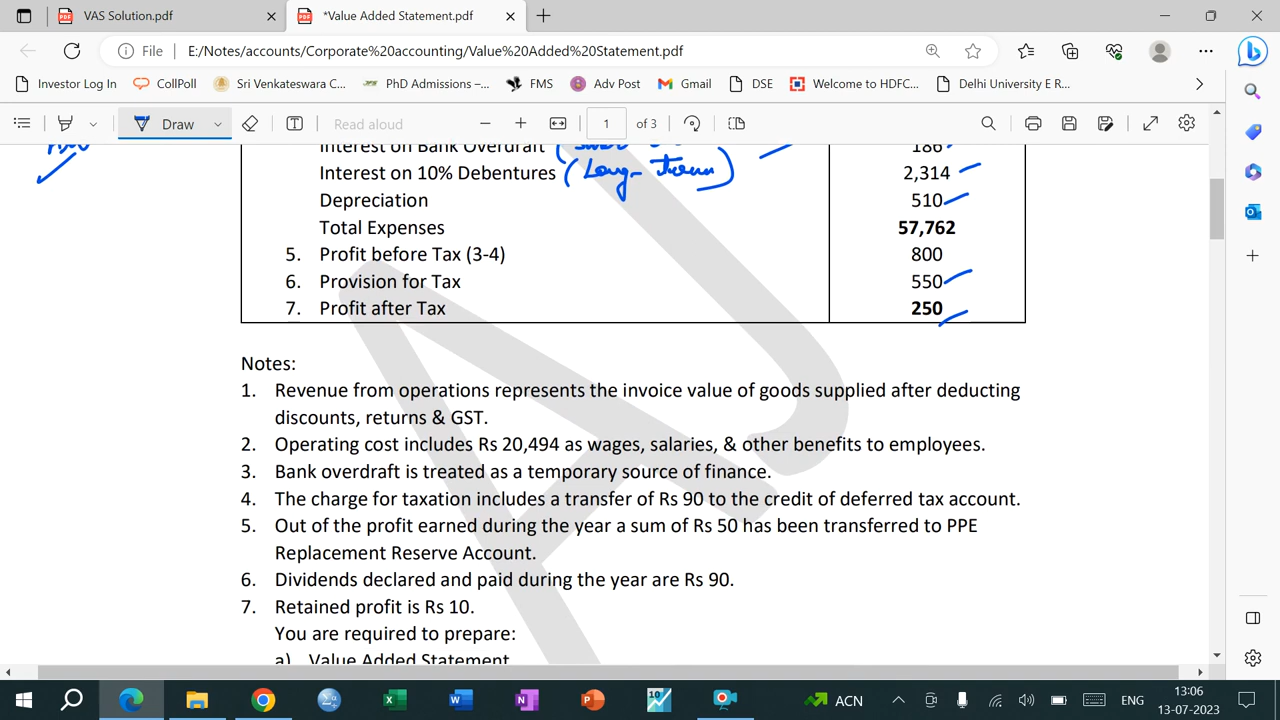 VAS Solution.pdf
*Value Added Statement.pdf
File E:/Notes/accounts/Corporate%20accounting/Value%20Added%20Statement.pdf
Investor Log In
CollPoll
Sri Venkateswara C...
PhD Admissions –...
FMS
Adv Post
Gmail
DSE
Welcome to HDFC...
Delhi University E R...
Draw
Read aloud
1 of 3
Interest on Bank Overdraft 186
Interest on 10% Debentures (Long-Term) 2,314
Depreciation 510
Total Expenses 57,762
5. Profit before Tax (3-4) 800
6. Provision for Tax 550
7. Profit after Tax 250
Notes:
1. Revenue from operations represents the invoice value of goods supplied after deducting
discounts, returns & GST.
2. Operating cost includes Rs 20,494 as wages, salaries, & other benefits to employees.
3. Bank overdraft is treated as a temporary source of finance.
4. The charge for taxation includes a transfer of Rs 90 to the credit of deferred tax account.
5. Out of the profit earned during the year a sum of Rs 50 has been transferred to PPE
Replacement Reserve Account.
6. Dividends declared and paid during the year are Rs 90.
7. Retained profit is Rs 10.
You are required to prepare:
a) Value Added Statement
ACN
ENG
13:06
13-07-2023